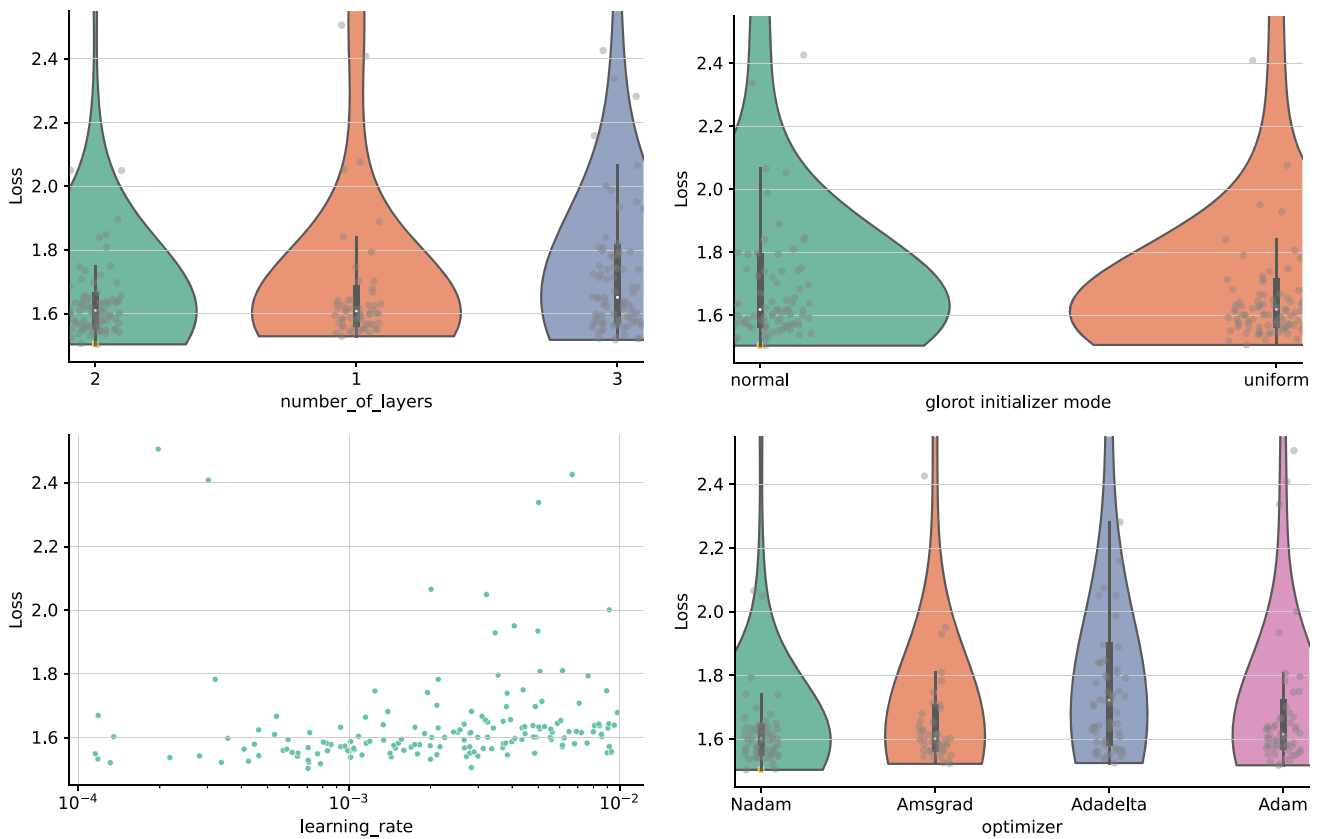 2.4
2.2
2.0
1.8
1.6
Loss
2 1 3
number_of_layers
2.4
2.2
2.0
1.8
1.6
Loss
normal uniform
glorot initializer mode
2.4
2.2
2.0
1.8
1.6
Loss
10⁻⁴ 10⁻³ 10⁻²
learning_rate
2.4
2.2
2.0
1.8
1.6
Loss
Nadam Amsgrad Adadelta Adam
optimizer